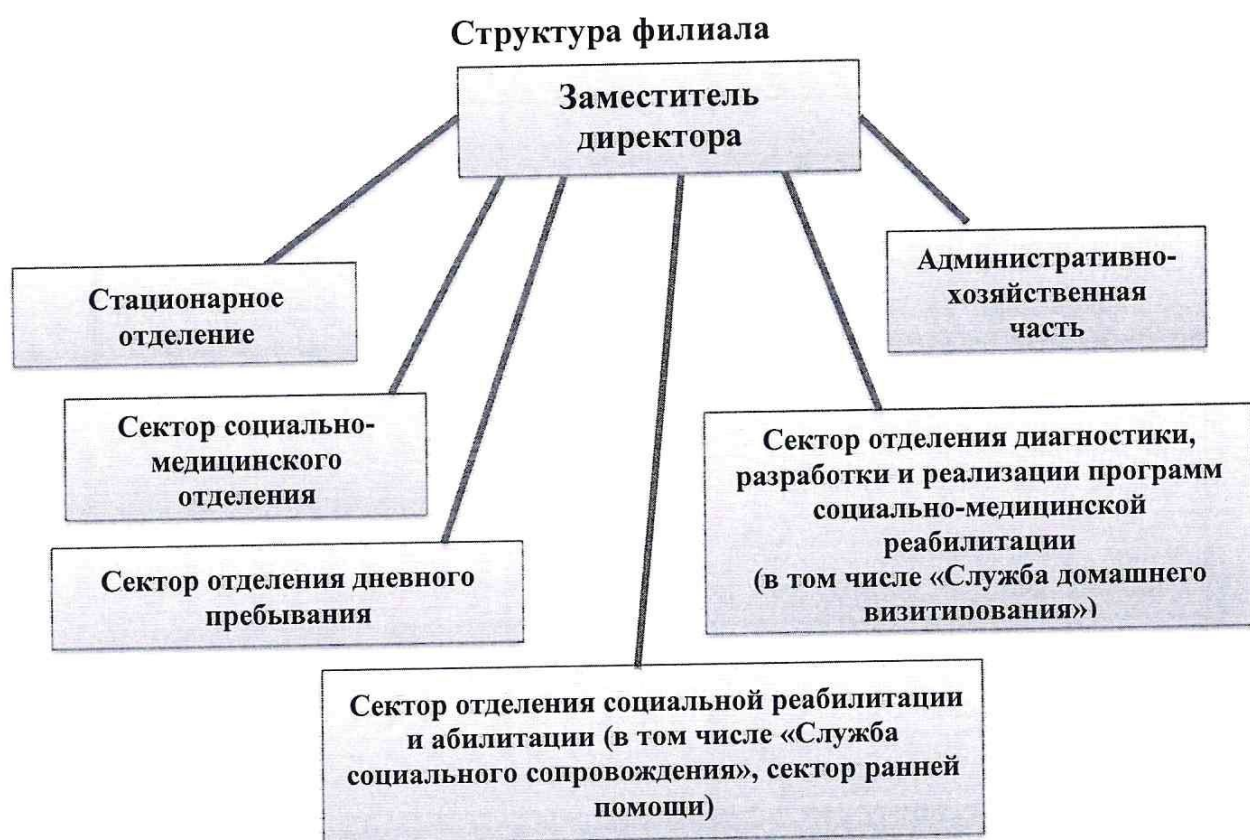 Структура филиала
Заместитель
директора
Стационарное
отделение
Административно-
хозяйственная
часть
Сектор социально-
медицинского
отделения
Сектор отделения диагностики,
разработки и реализации программ
социально-медицинской
реабилитации
(в том числе «Служба домашнего
визитирования»)
Сектор отделения дневного
пребывания
Сектор отделения социальной реабилитации
и абилитации (в том числе «Служба
социального сопровождения», сектор ранней
помощи)